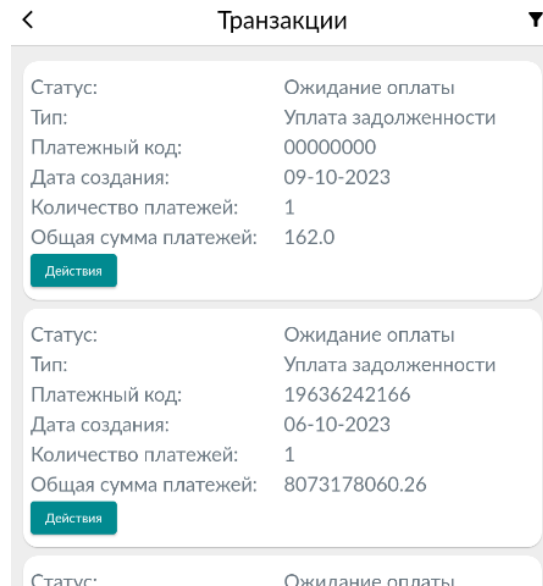 Транзакции
Статус: Ожидание оплаты
Тип: Уплата задолженности
Платежный код: 00000000
Дата создания: 09-10-2023
Количество платежей: 1
Общая сумма платежей: 162.0
Действия
Статус: Ожидание оплаты
Тип: Уплата задолженности
Платежный код: 19636242166
Дата создания: 06-10-2023
Количество платежей: 1
Общая сумма платежей: 8073178060.26
Действия
Статус: Ожидание оплаты